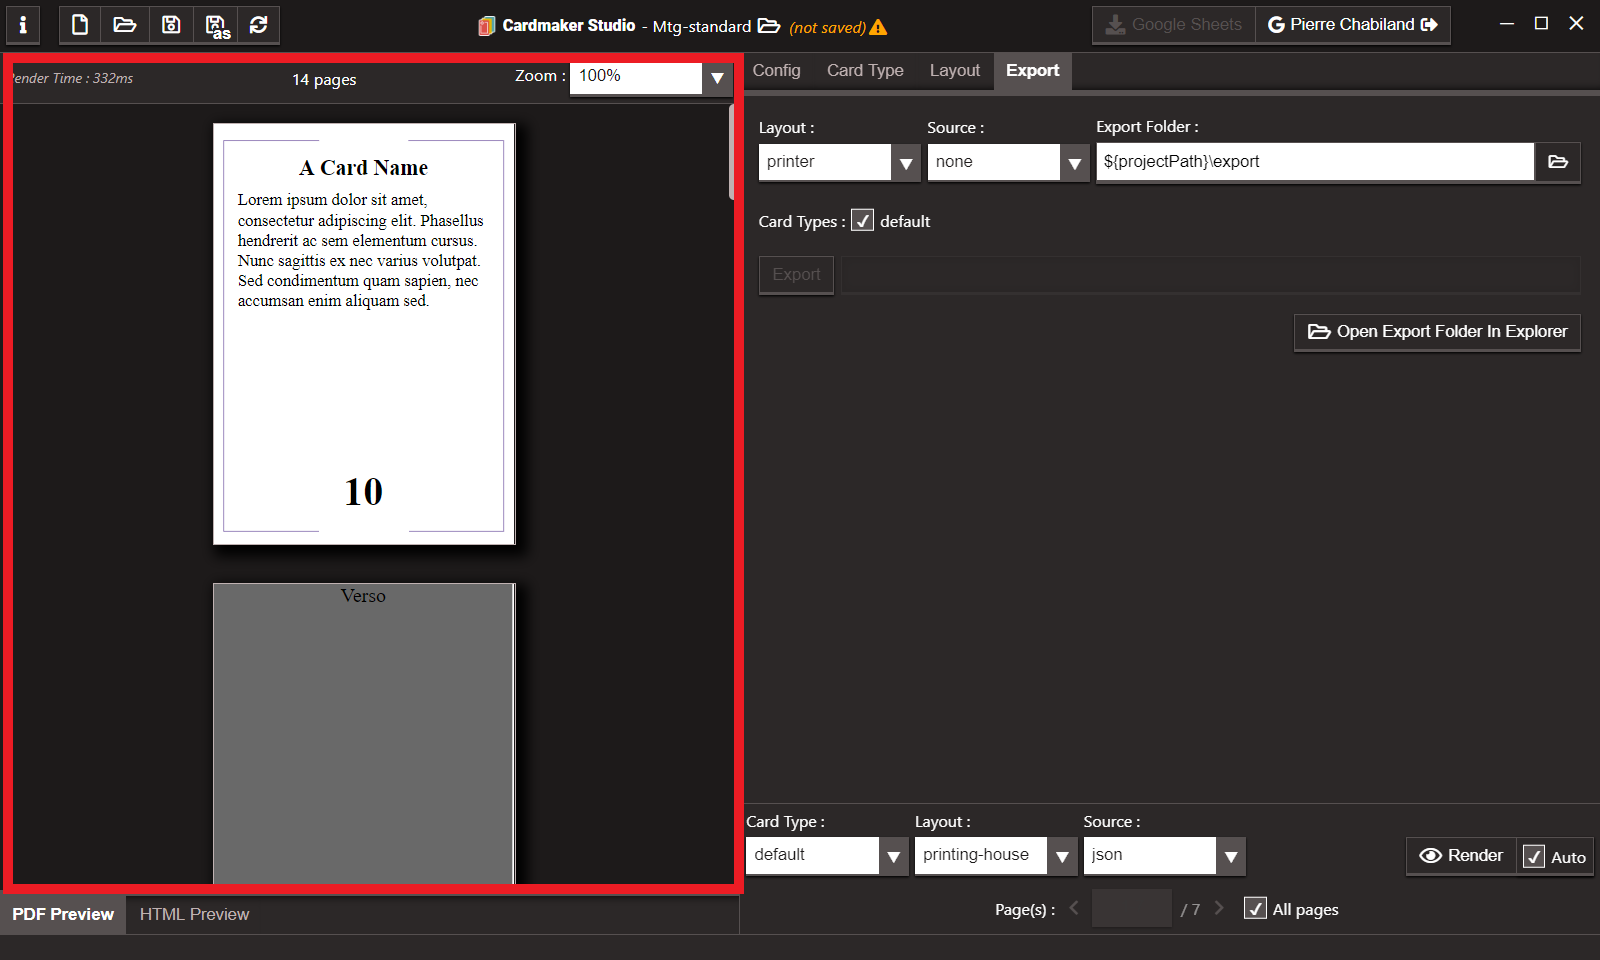 as
Cardmaker Studio - Mtg-standard (not saved)
Google Sheets
G Pierre Chabiland
Render Time : 332ms
14 pages
Zoom :
100%
A Card Name
Lorem ipsum dolor sit amet,
consectetur adipiscing elit. Phasellus
hendrerit ac sem elementum cursus.
Nunc sagittis ex nec varius volutpat.
Sed condimentum quam sapien, nec
accumsan enim aliquam sed.
10
Verso
PDF Preview HTML Preview
Config Card Type Layout Export
Layout : Source : Export Folder :
printer none ${projectPath}\export
Card Types : default
Export
Open Export Folder In Explorer
Card Type : Layout : Source :
default printing-house json
Render Auto
Page(s) : / 7 All pages